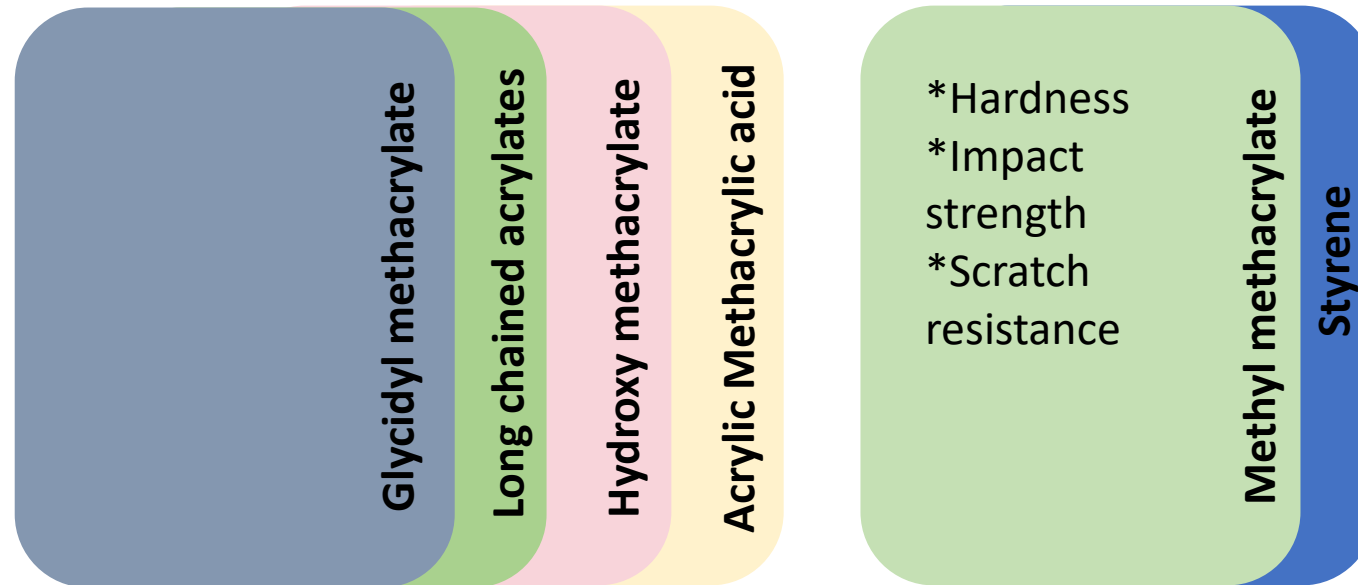 Glycidyl methacrylate
Long chained acrylates
Hydroxy methacrylate
Acrylic Methacrylic acid
*Hardness
*Impact
strength
*Scratch
resistance
Methyl methacrylate
Styrene